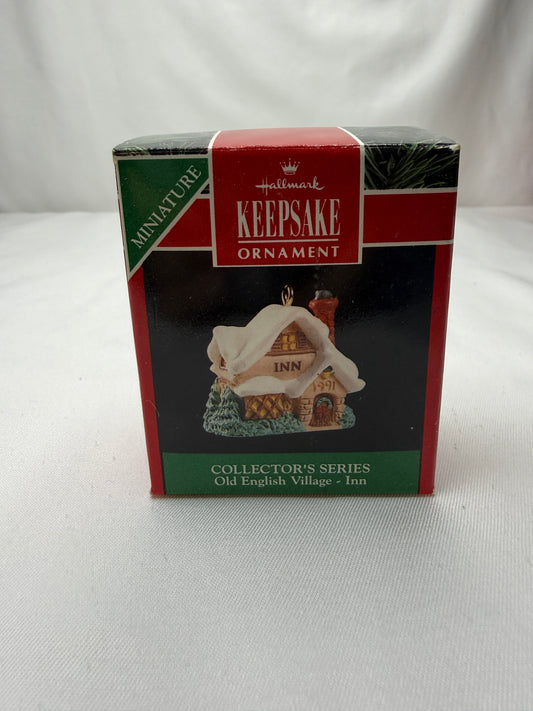 MINIATURE
Hallmark
KEEPSAKE
ORNAMENT
INN
1991
COLLECTOR'S SERIES
Old English Village - Inn